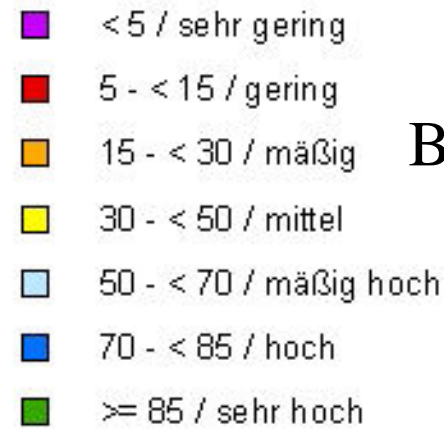 < 5 / sehr gering
5 - < 15 / gering
15 - < 30 / mäßig B
30 - < 50 / mittel
50 - < 70 / mäßig hoch
70 - < 85 / hoch
>= 85 / sehr hoch